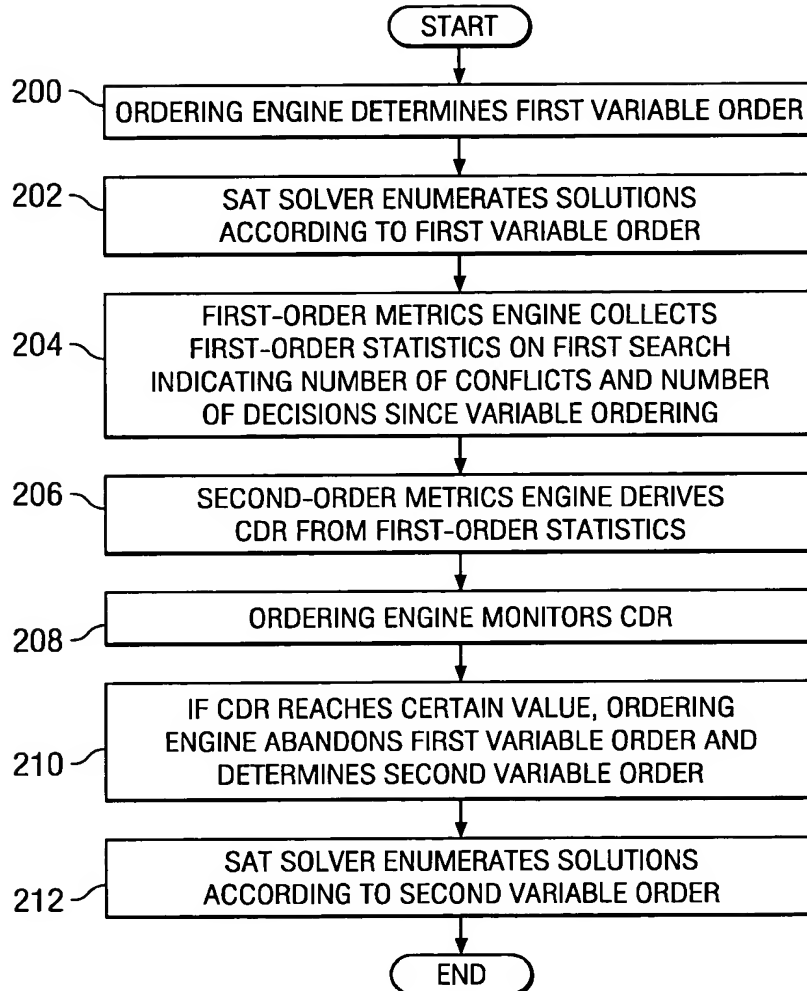 START
200
ORDERING ENGINE DETERMINES FIRST VARIABLE ORDER
202
SAT SOLVER ENUMERATES SOLUTIONS
ACCORDING TO FIRST VARIABLE ORDER
204
FIRST-ORDER METRICS ENGINE COLLECTS
FIRST-ORDER STATISTICS ON FIRST SEARCH
INDICATING NUMBER OF CONFLICTS AND NUMBER
OF DECISIONS SINCE VARIABLE ORDERING
206
SECOND-ORDER METRICS ENGINE DERIVES
CDR FROM FIRST-ORDER STATISTICS
208
ORDERING ENGINE MONITORS CDR
210
IF CDR REACHES CERTAIN VALUE, ORDERING
ENGINE ABANDONS FIRST VARIABLE ORDER AND
DETERMINES SECOND VARIABLE ORDER
212
SAT SOLVER ENUMERATES SOLUTIONS
ACCORDING TO SECOND VARIABLE ORDER
END